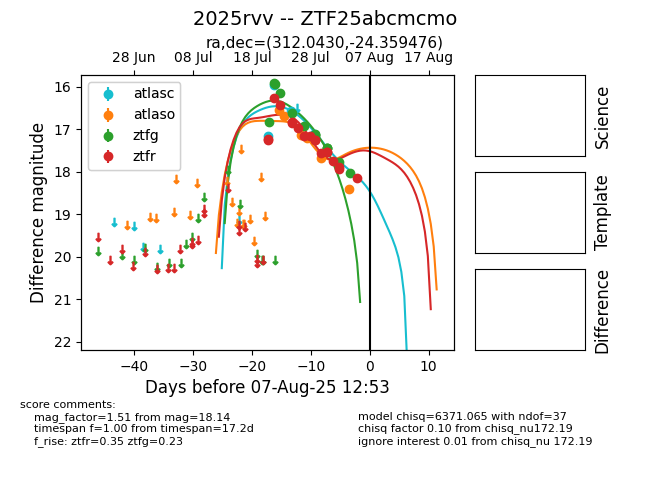 2025rvv -- ZTF25abcmcmo
ra,dec=(312.0430,-24.359476)
28 Jun 08 Jul 18 Jul 28 Jul 07 Aug 17 Aug
16
17
18
19
20
21
22
Difference magnitude
atlasc
atlaso
ztfg
ztfr
−40 −30 −20 −10 0 10
Days before 07-Aug-25 12:53
Science
Template
Difference
score comments:
mag_factor=1.51 from mag=18.14
timespan f=1.00 from timespan=17.2d
f_rise: ztfr=0.35 ztfg=0.23
model chisq=6371.065 with ndof=37
chisq factor 0.10 from chisq_nu172.19
ignore interest 0.01 from chisq_nu 172.19